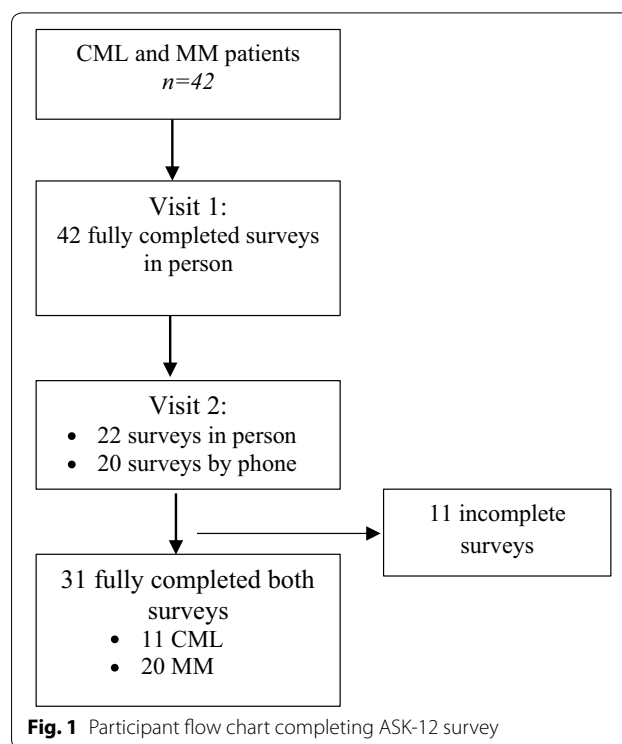 CML and MM patients
n=42
Visit 1:
42 fully completed surveys
in person
Visit 2:
• 22 surveys in person
• 20 surveys by phone
11 incomplete
surveys
31 fully completed both
surveys
• 11 CML
• 20 MM
Fig. 1 Participant flow chart completing ASK-12 survey